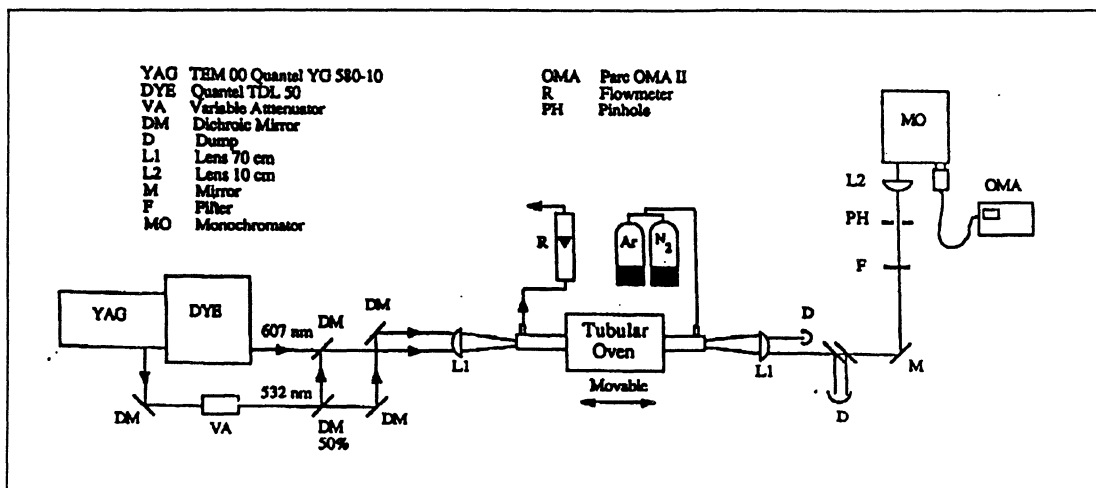 YAG TEM 00 Quantel YG 580-10
DYE Quantel TDL 50
VA Variable Attenuator
DM Dichroic Mirror
D Dump
L1 Lens 70 cm
L2 Lens 10 cm
M Mirror
F Filter
MO Monochromator
OMA Parc OMA II
R Flowmeter
PH Pinhole
MO
L2
OMA
PH
F
M
R
Ar
N2
YAG
DYE
607 nm
DM
DM
L1
Tubular
Oven
Movable
L1
D
D
532 nm
DM
VA
DM
50%
DM